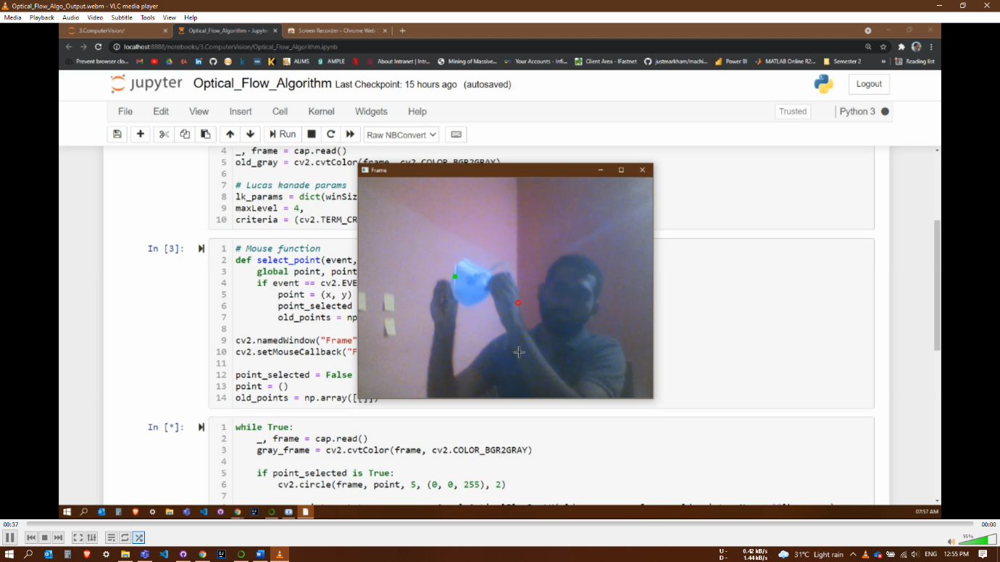 Optical_Flow_Algo_Output.webm - VLC media player
Media Playback Audio Video Subtitle Tools View Help
3.ComputerVision/
Optical_Flow_Algorithm - Jupyter
Screen Recorder - Chrome Web
localhost:8888/notebooks/3.ComputerVision/Optical_Flow_Algorithm.ipynb
Prevent browser clo... AUMS AMPLE About Intranet | Intr... Mining of Massive... Your Accounts - Infi... Client Area - IFastnet justmarkham/machi... Power BI MATLAB Online R2... Semester 2 » Reading list
jupyter Optical_Flow_Algorithm Last Checkpoint: 15 hours ago (autosaved)
Logout
File Edit View Insert Cell Kernel Widgets Help
Trusted Python 3
Run Raw NBConvert
4 _, frame = cap.read()
5 old_gray = cv2.cvtColor(frame, cv2.COLOR_BGR2GRAY)
6
7 # Lucas kanade params
8 lk_params = dict(winSiz
9 maxLevel = 4,
10 criteria = (cv2.TERM_CR
Frame
In [3]:
1 # Mouse function
2 def select_point(event,
3 global point, point
4 if event == cv2.EVE
5 point = (x, y)
6 point_selected
7 old_points = np
8
9 cv2.namedWindow("Frame"
10 cv2.setMouseCallback("F
11
12 point_selected = False
13 point = ()
14 old_points = np.array([[]])
In [*]:
1 while True:
2 _, frame = cap.read()
3 gray_frame = cv2.cvtColor(frame, cv2.COLOR_BGR2GRAY)
4
5 if point_selected is True:
6 cv2.circle(frame, point, 5, (0, 0, 255), 2)
7
07:57 AM
00:37
00:00
95%
U - 0.42 kB/s
D - 1.44 kB/s
31°C Light rain
ENG 12:55 PM